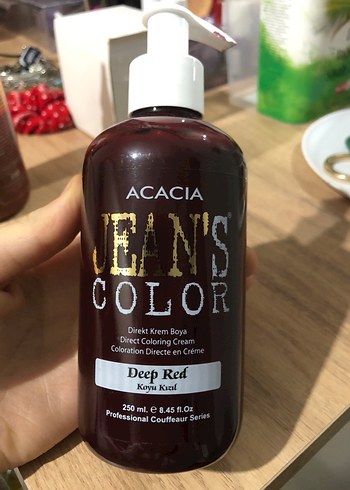 ACACIA
JEAN'S®
COLOR
Direkt Krem Boya
Direct Coloring Cream
Coloration Directe en Crème
Deep Red
Koyu Kızıl
250 ml. ℮ 8.45 fl.Oz
Professional Couffeaur Series